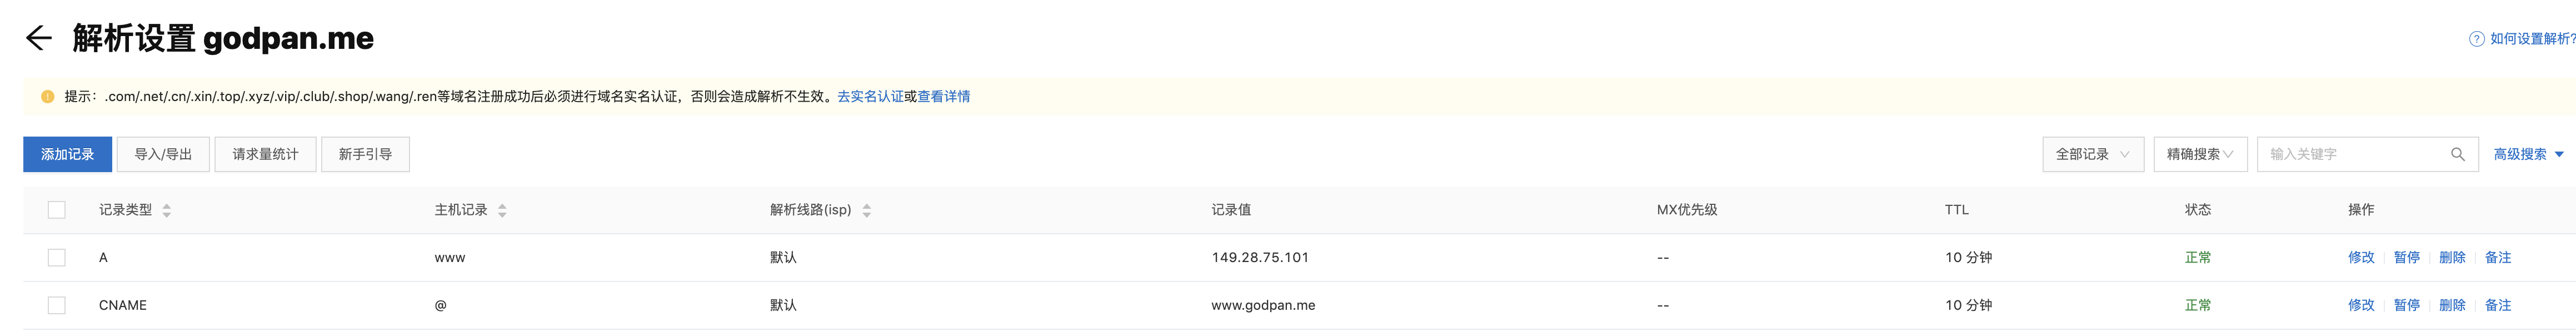 解析设置 godpan.me
如何设置解析?
提示：.com/.net/.cn/.xin/.top/.xyz/.vip/.club/.shop/.wang/.ren等域名注册成功后必须进行域名实名认证，否则会造成解析不生效。去实名认证或查看详情
添加记录 导入/导出 请求量统计 新手引导 全部记录 精确搜索 输入关键字 高级搜索
记录类型 主机记录 解析线路(isp) 记录值 MX优先级 TTL 状态 操作
A www 默认 149.28.75.101 -- 10 分钟 正常 修改 暂停 删除 备注
CNAME @ 默认 www.godpan.me -- 10 分钟 正常 修改 暂停 删除 备注